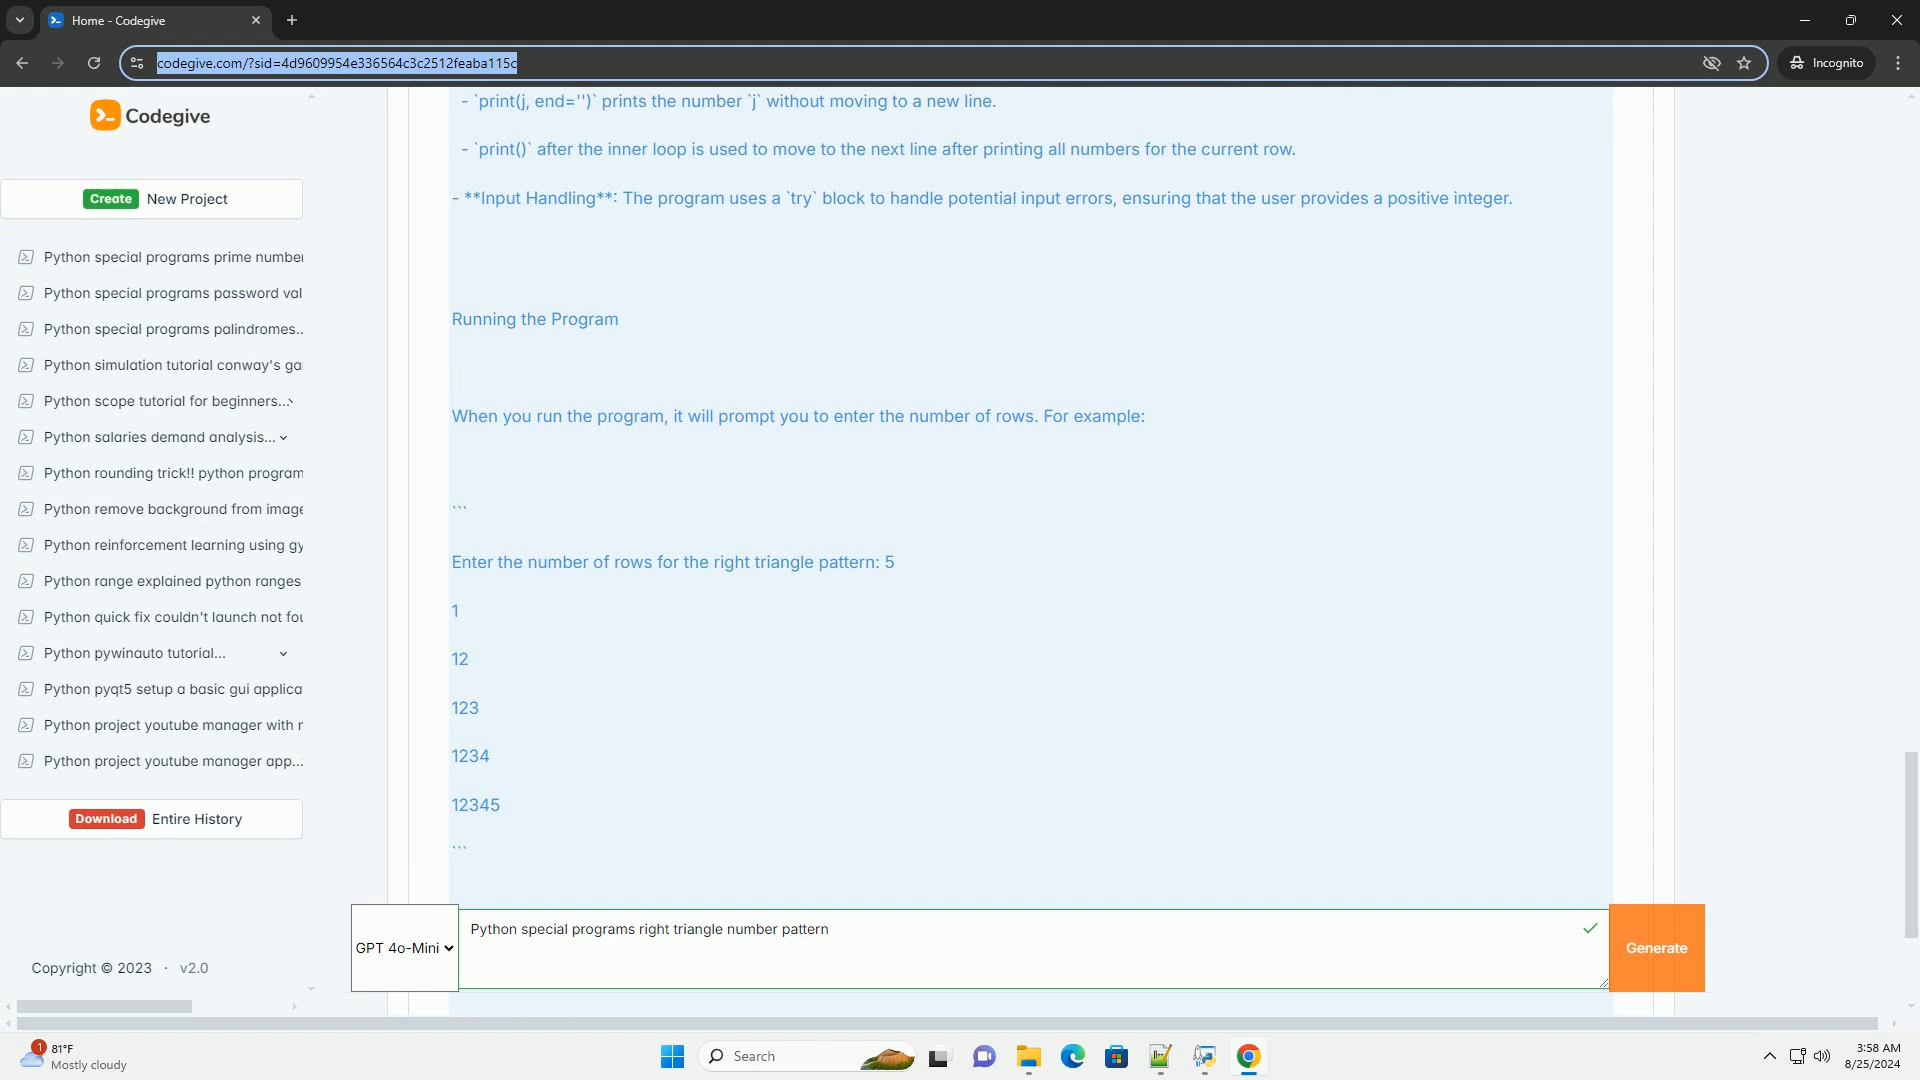 Home - Codegive
codegive.com/?sid=4d9609954e336564c3c2512feaba115c
Incognito
Codegive
Create New Project
Python special programs prime number
Python special programs password val
Python special programs palindromes...
Python simulation tutorial conway's ga
Python scope tutorial for beginners...
Python salaries demand analysis...
Python rounding trick!! python program
Python remove background from image
Python reinforcement learning using gy
Python range explained python ranges
Python quick fix couldn't launch not fou
Python pywinauto tutorial...
Python pyqt5 setup a basic gui applica
Python project youtube manager with
Python project youtube manager app...
Download Entire History
Copyright © 2023 · v2.0
- `print(j, end='')` prints the number `j` without moving to a new line.
- `print()` after the inner loop is used to move to the next line after printing all numbers for the current row.
- **Input Handling**: The program uses a `try` block to handle potential input errors, ensuring that the user provides a positive integer.
Running the Program
When you run the program, it will prompt you to enter the number of rows. For example:
```
Enter the number of rows for the right triangle pattern: 5
1
12
123
1234
12345
```
GPT 4o-Mini
Python special programs right triangle number pattern
Generate
1
81°F
Mostly cloudy
Search
3:58 AM
8/25/2024